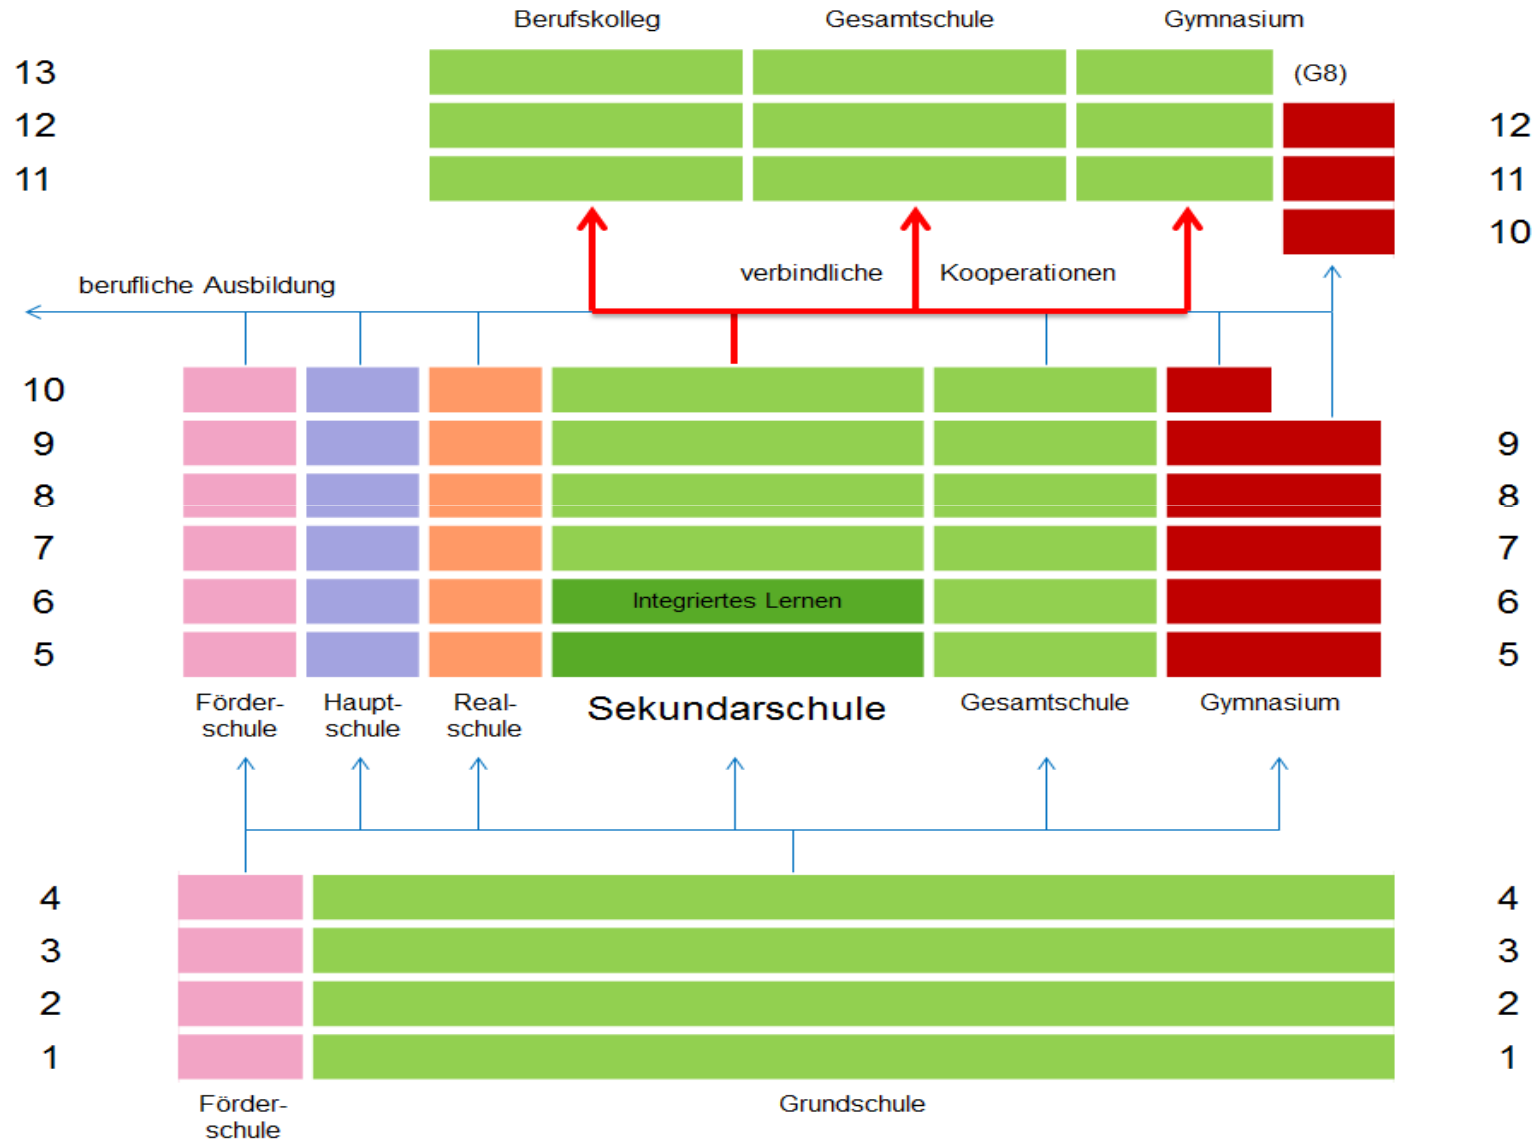 Berufskolleg Gesamtschule Gymnasium
13 (G8)
12 12
11 11
10
verbindliche Kooperationen
berufliche Ausbildung
10
9 9
8 8
7 7
6 Integriertes Lernen 6
5 5
Förder- Haupt- Real- Sekundarschule Gesamtschule Gymnasium
schule schule schule
4 4
3 3
2 2
1 1
Förder- Grundschule
schule